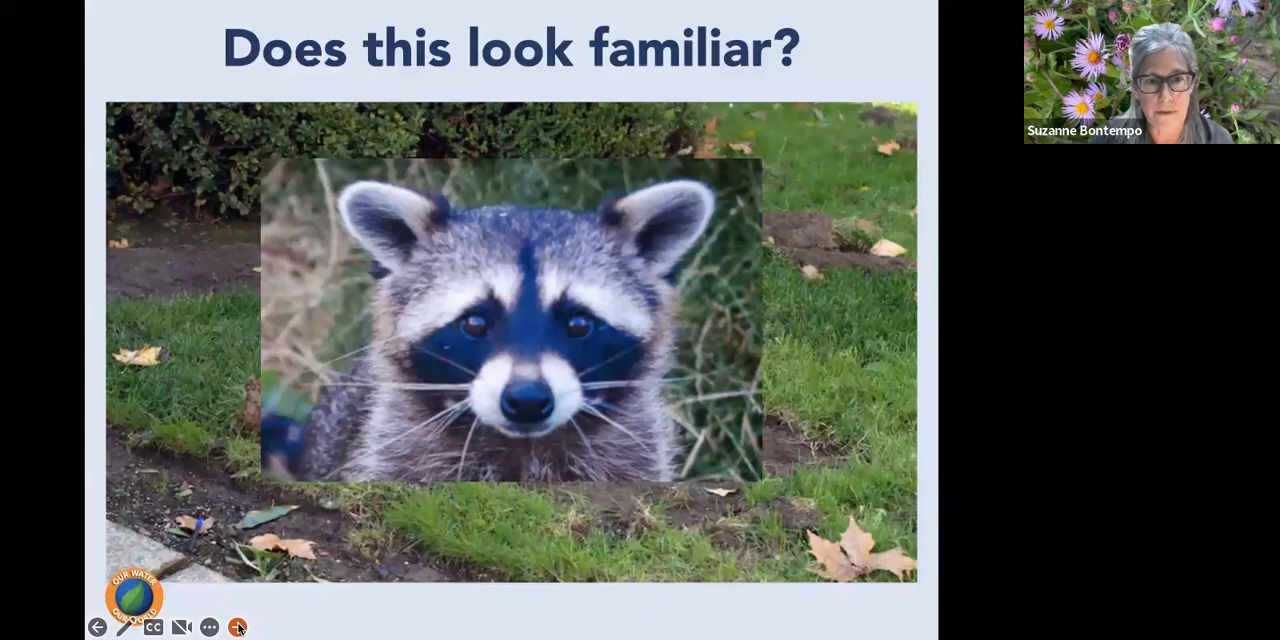 Does this look familiar?
Suzanne Bontempo
OUR WATER
OUR WORLD
CC